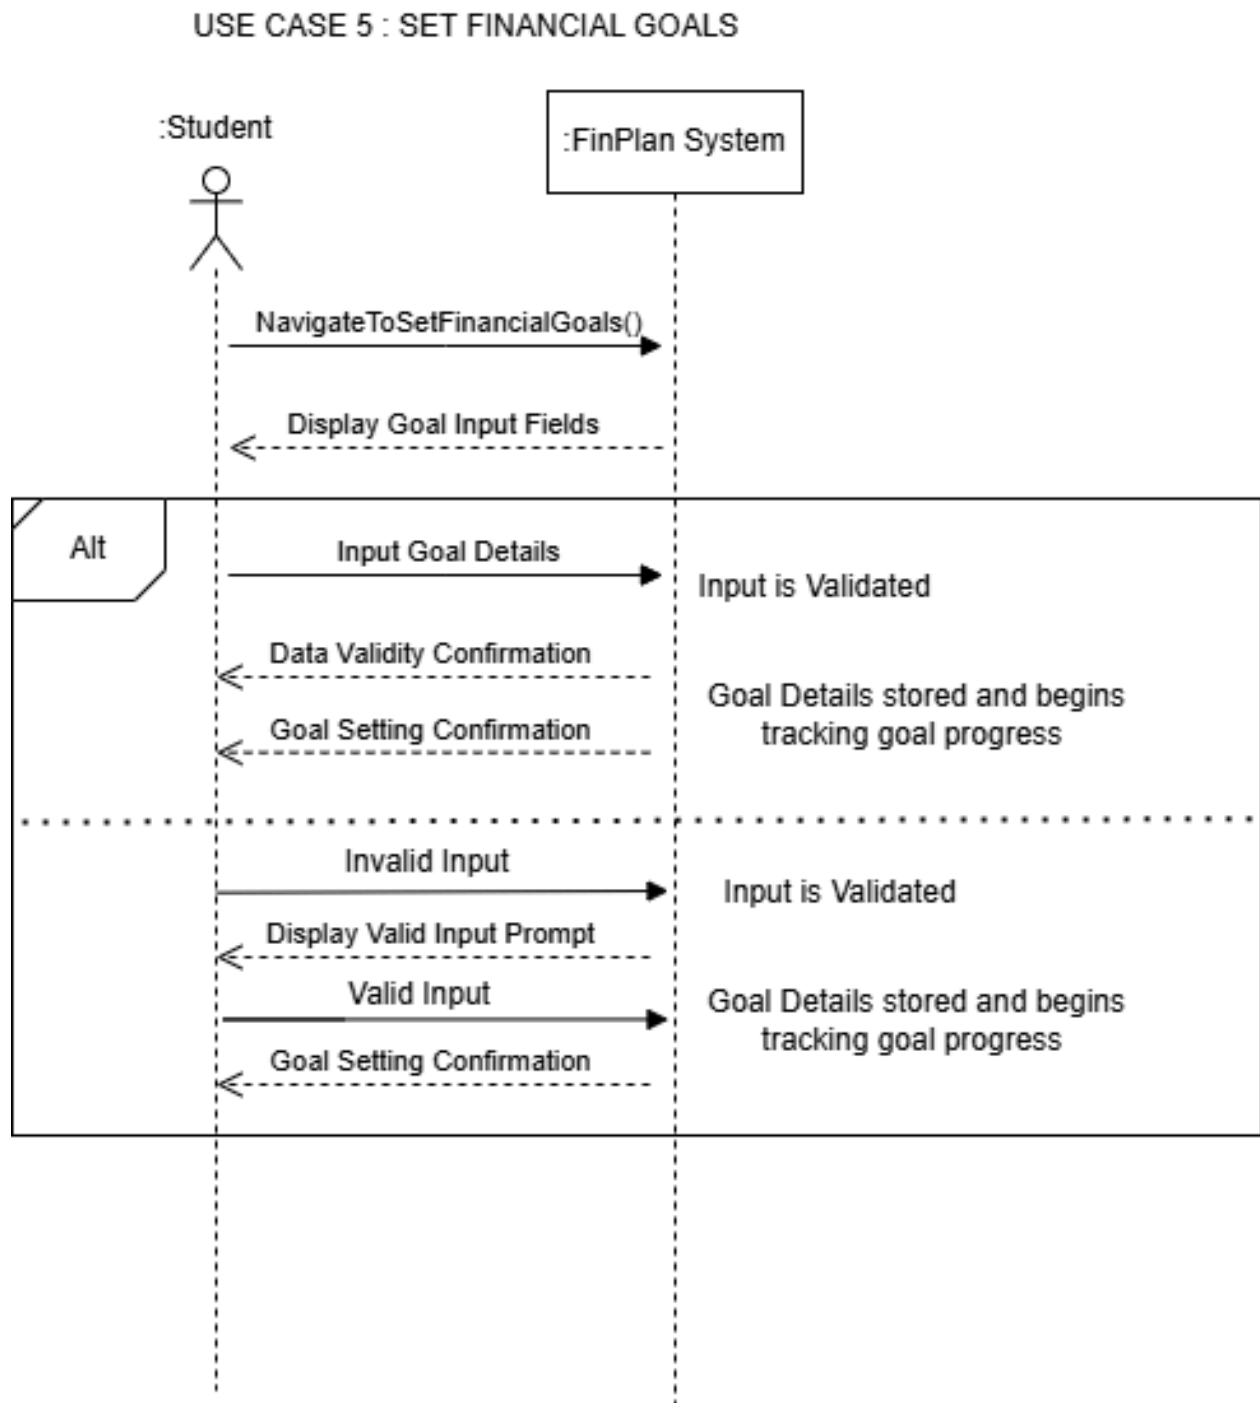 USE CASE 5 : SET FINANCIAL GOALS
:Student
:FinPlan System
NavigateToSetFinancialGoals()
Display Goal Input Fields
Alt
Input Goal Details
Input is Validated
Data Validity Confirmation
Goal Details stored and begins
tracking goal progress
Goal Setting Confirmation
Invalid Input
Input is Validated
Display Valid Input Prompt
Valid Input
Goal Details stored and begins
tracking goal progress
Goal Setting Confirmation